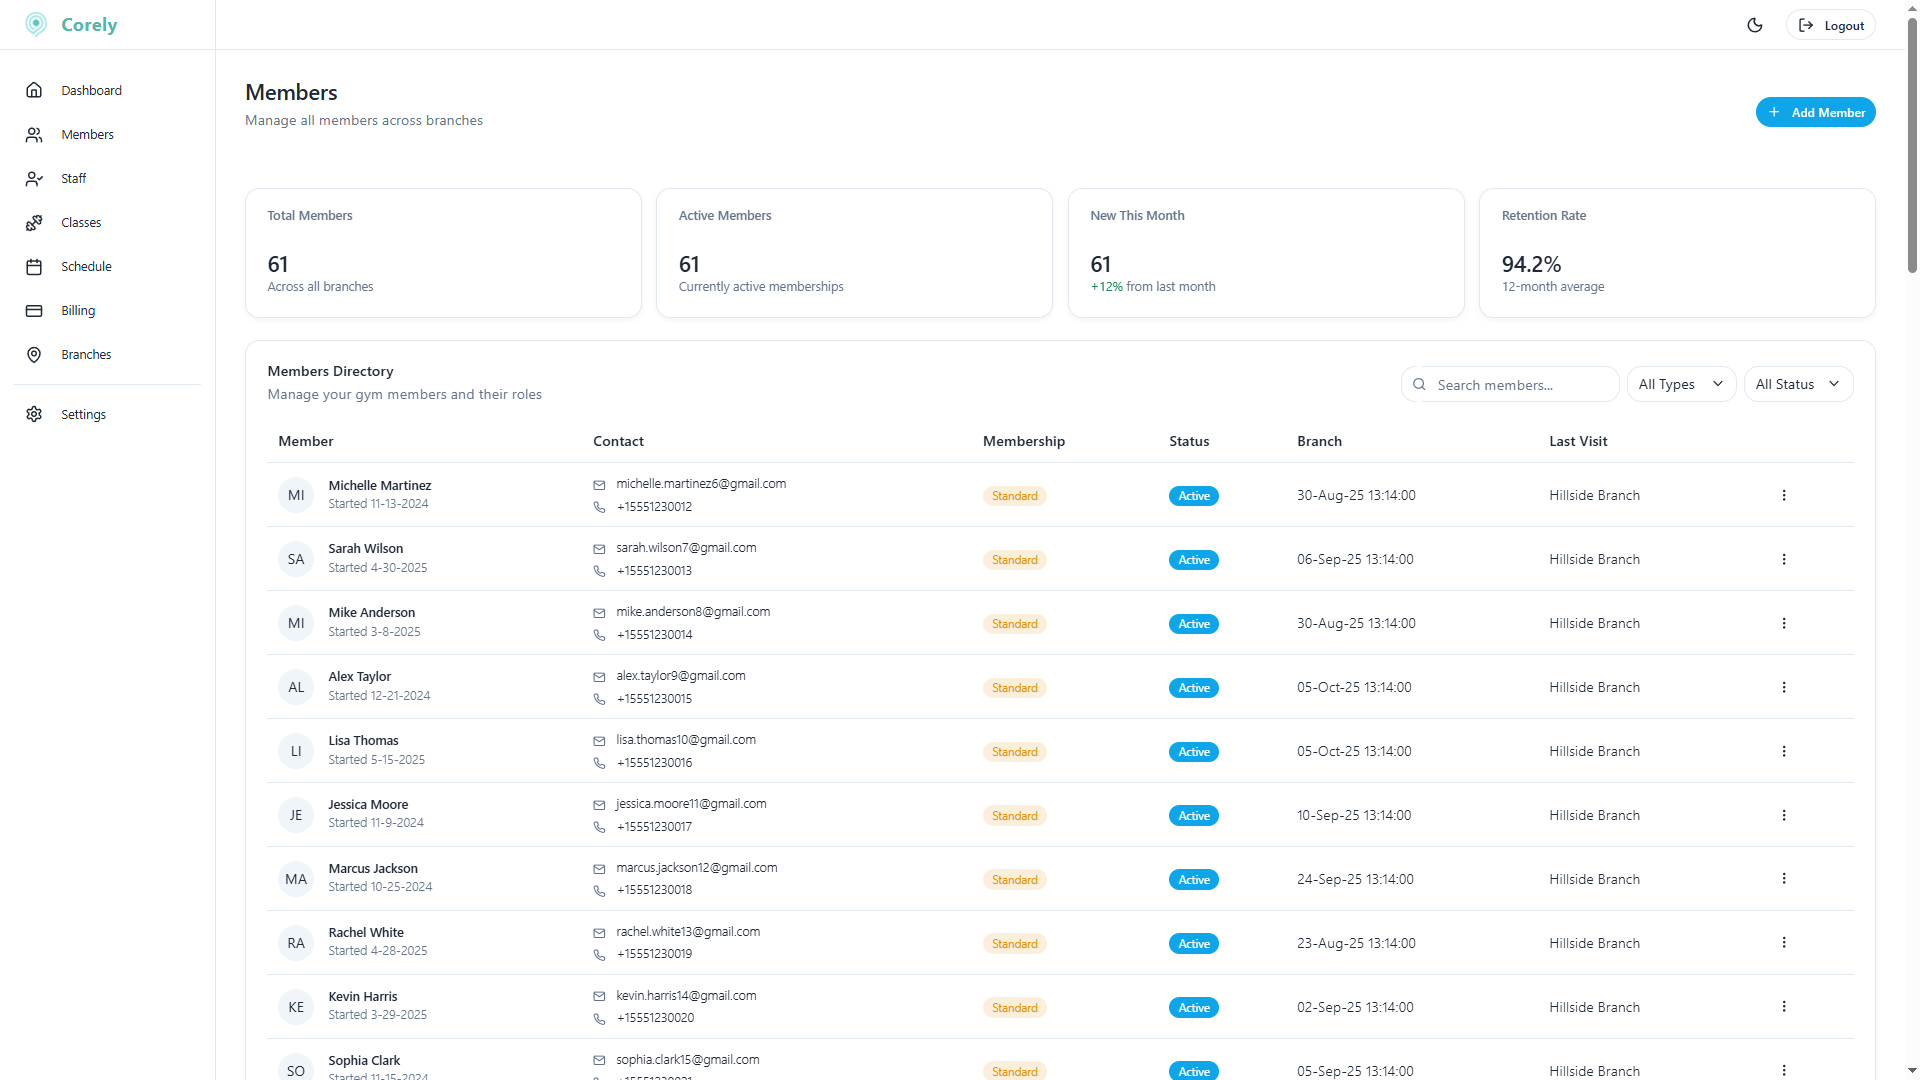 Corely
Logout
Dashboard
Members
Staff
Classes
Schedule
Billing
Branches
Settings
Members
Manage all members across branches
Add Member
Total Members
61
Across all branches
Active Members
61
Currently active memberships
New This Month
61
+12% from last month
Retention Rate
94.2%
12-month average
Members Directory
Manage your gym members and their roles
Search members...
All Types
All Status
Member Contact Membership Status Branch Last Visit
MI Michelle Martinez Started 11-13-2024 michelle.martinez6@gmail.com +15551230012 Standard Active 30-Aug-25 13:14:00 Hillside Branch
SA Sarah Wilson Started 4-30-2025 sarah.wilson7@gmail.com +15551230013 Standard Active 06-Sep-25 13:14:00 Hillside Branch
MI Mike Anderson Started 3-8-2025 mike.anderson8@gmail.com +15551230014 Standard Active 30-Aug-25 13:14:00 Hillside Branch
AL Alex Taylor Started 12-21-2024 alex.taylor9@gmail.com +15551230015 Standard Active 05-Oct-25 13:14:00 Hillside Branch
LI Lisa Thomas Started 5-15-2025 lisa.thomas10@gmail.com +15551230016 Standard Active 05-Oct-25 13:14:00 Hillside Branch
JE Jessica Moore Started 11-9-2024 jessica.moore11@gmail.com +15551230017 Standard Active 10-Sep-25 13:14:00 Hillside Branch
MA Marcus Jackson Started 10-25-2024 marcus.jackson12@gmail.com +15551230018 Standard Active 24-Sep-25 13:14:00 Hillside Branch
RA Rachel White Started 4-28-2025 rachel.white13@gmail.com +15551230019 Standard Active 23-Aug-25 13:14:00 Hillside Branch
KE Kevin Harris Started 3-29-2025 kevin.harris14@gmail.com +15551230020 Standard Active 02-Sep-25 13:14:00 Hillside Branch
SO Sophia Clark Started 11-15-2024 sophia.clark15@gmail.com Standard Active 05-Sep-25 13:14:00 Hillside Branch